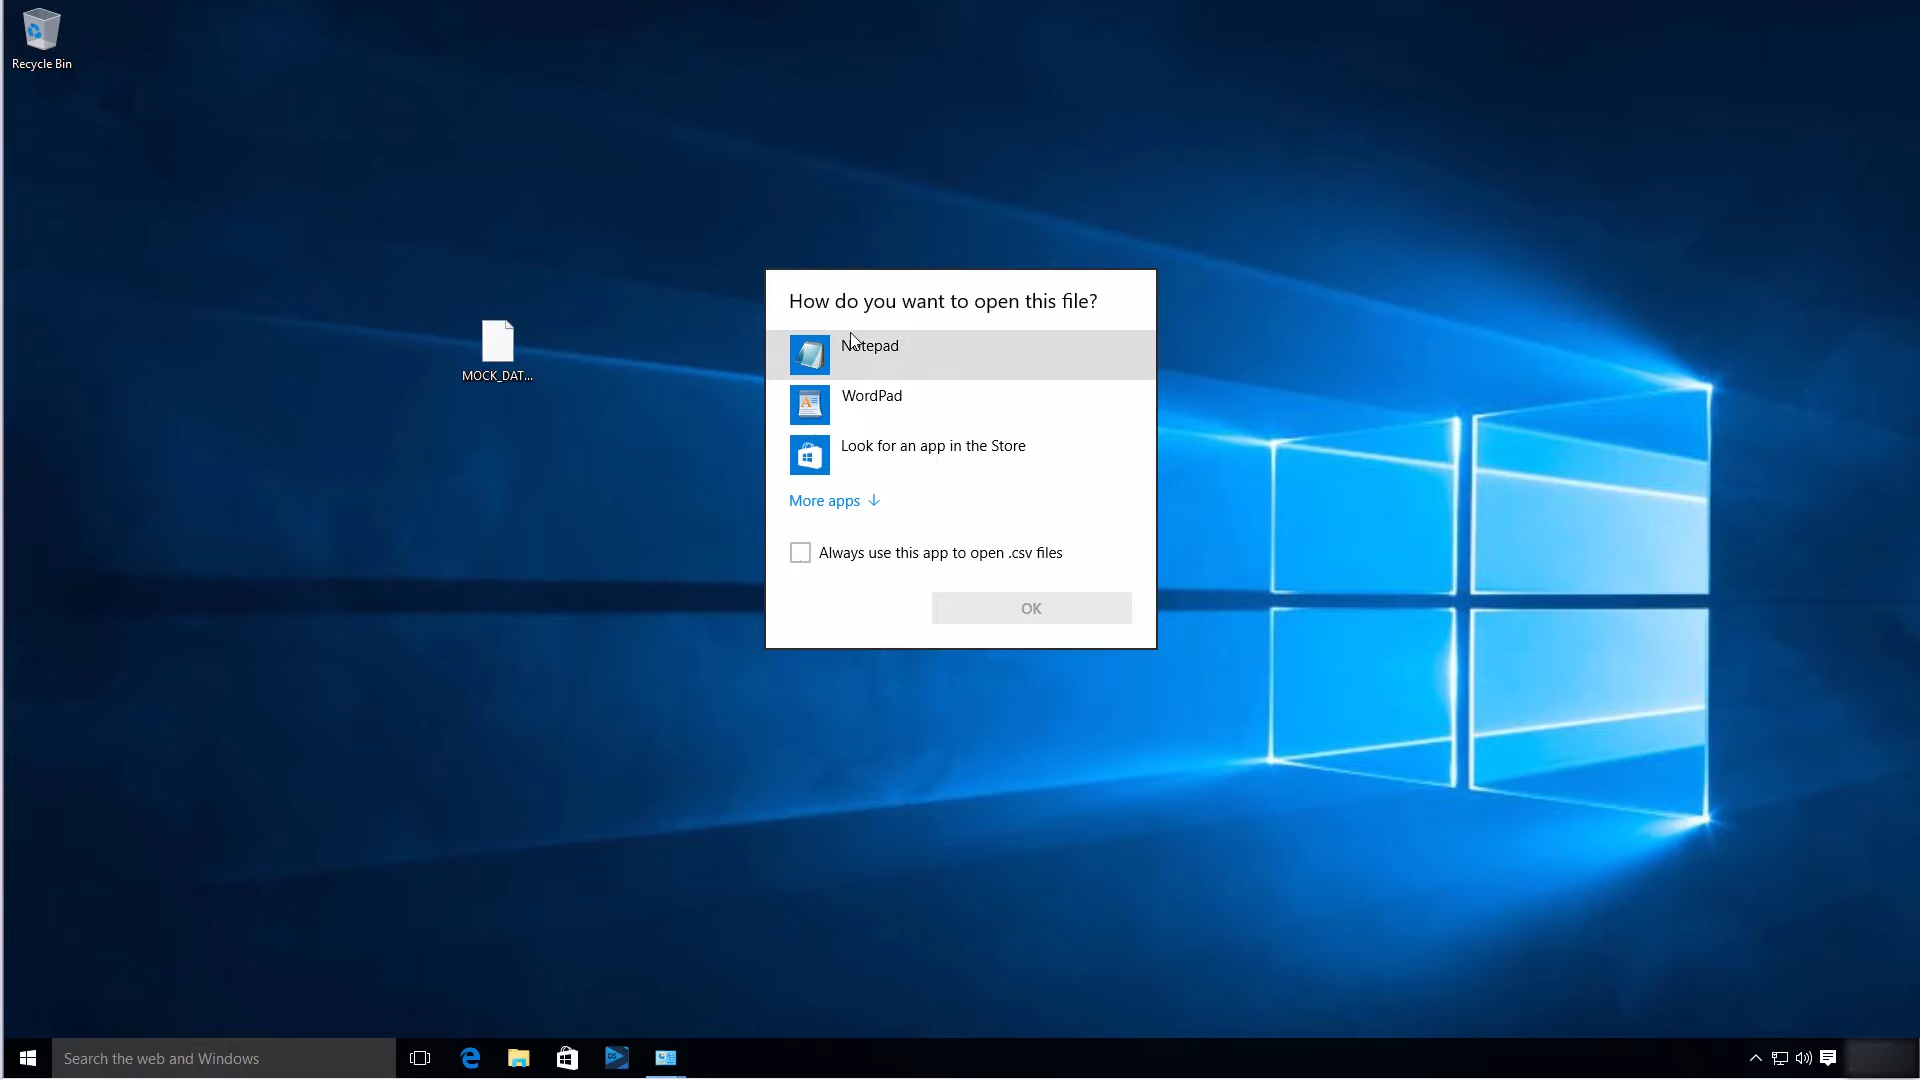 Recycle Bin
MOCK_DAT...
How do you want to open this file?
Notepad
WordPad
Look for an app in the Store
More apps
Always use this app to open .csv files
OK
Search the web and Windows